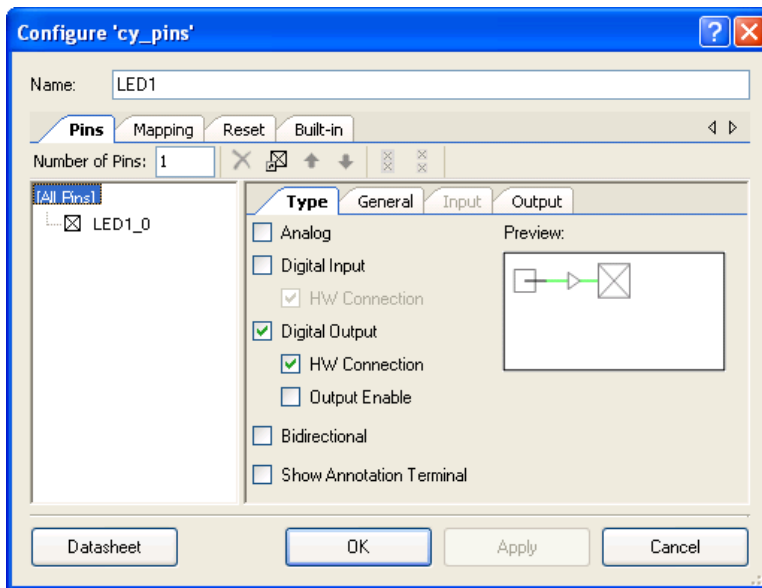 Configure 'cy_pins'
Name: LED1
Pins Mapping Reset Built-in
Number of Pins: 1
[All Pins]
LED1_0
Type General Input Output
Analog
Preview:
Digital Input
HW Connection
Digital Output
HW Connection
Output Enable
Bidirectional
Show Annotation Terminal
Datasheet OK Apply Cancel